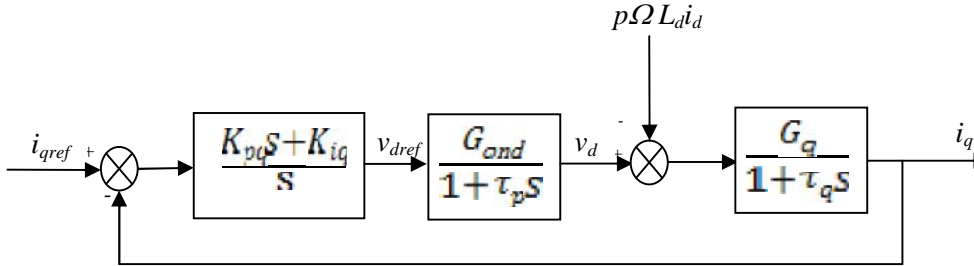 pΩ L_d i_d
i_qref + K_pq s + K_iq / s v_dref G_ond / 1 + τ_p s v_d + - G_q / 1 + τ_q s i_q
-